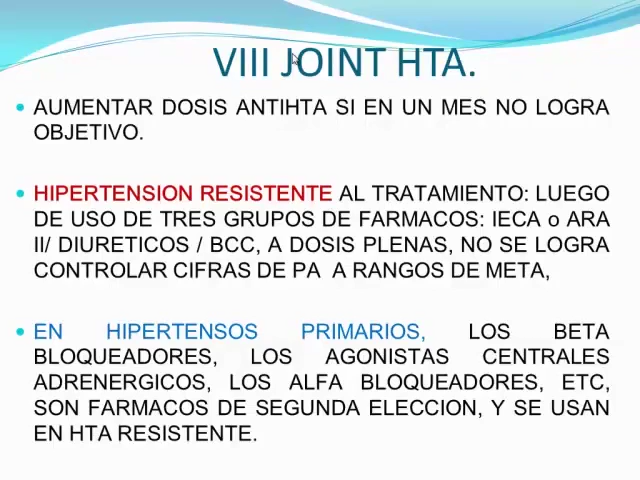 VIII JOINT HTA.
AUMENTAR DOSIS ANTIHTA SI EN UN MES NO LOGRA
OBJETIVO.
HIPERTENSION RESISTENTE AL TRATAMIENTO: LUEGO
DE USO DE TRES GRUPOS DE FARMACOS: IECA o ARA
II/ DIURETICOS / BCC, A DOSIS PLENAS, NO SE LOGRA
CONTROLAR CIFRAS DE PA A RANGOS DE META,
EN HIPERTENSOS PRIMARIOS, LOS BETA
BLOQUEADORES, LOS AGONISTAS CENTRALES
ADRENERGICOS, LOS ALFA BLOQUEADORES, ETC,
SON FARMACOS DE SEGUNDA ELECCION, Y SE USAN
EN HTA RESISTENTE.